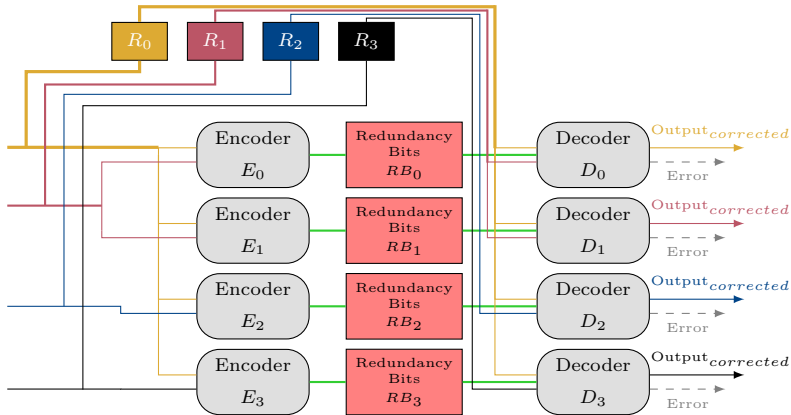 R0 R1 R2 R3
Encoder
E0
Redundancy
Bits
RB0
Decoder
D0
Outputcorrected
Error
Encoder
E1
Redundancy
Bits
RB1
Decoder
D1
Outputcorrected
Error
Encoder
E2
Redundancy
Bits
RB2
Decoder
D2
Outputcorrected
Error
Encoder
E3
Redundancy
Bits
RB3
Decoder
D3
Outputcorrected
Error